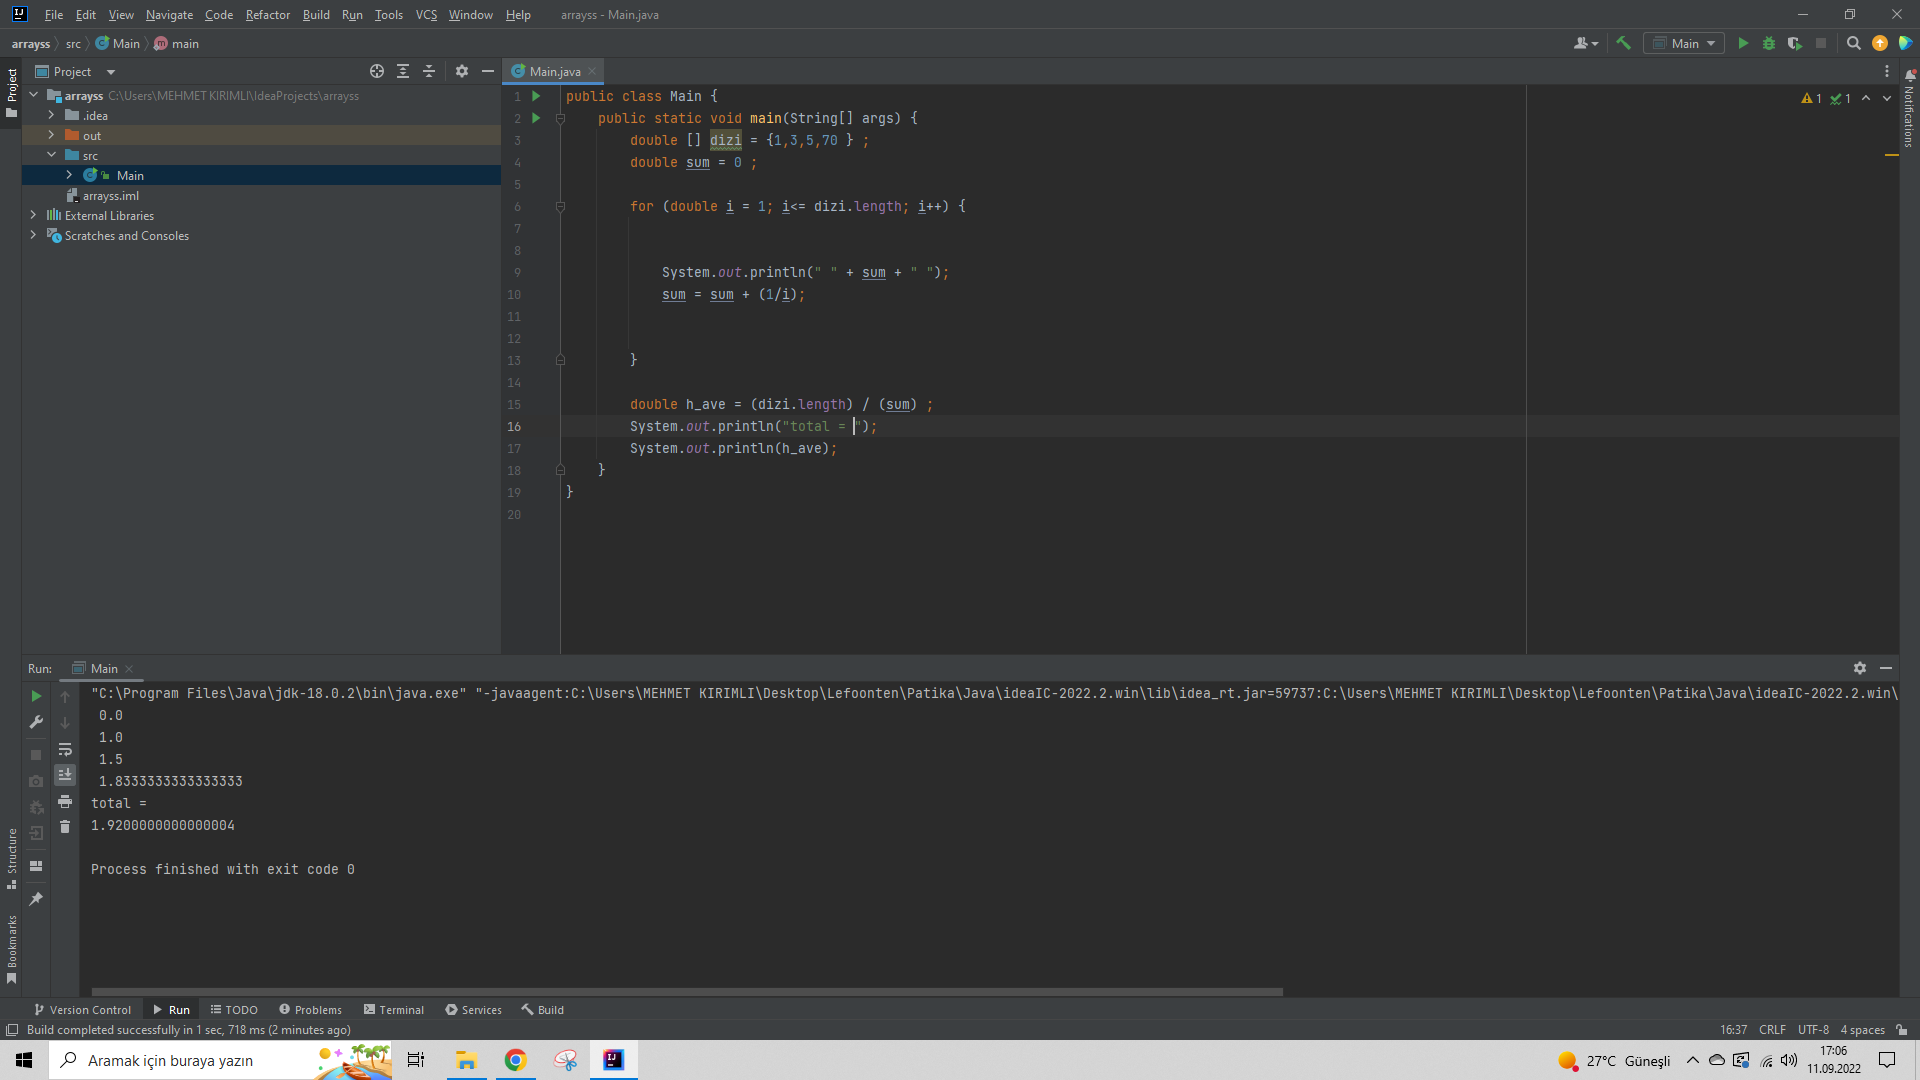 File Edit View Navigate Code Refactor Build Run Tools VCS Window Help arrayss - Main.java
arrayss src Main main Main
Project Main.java
Project
Notifications
arrayss C:\Users\MEHMET KIRIMLI\IdeaProjects\arrayss
.idea
out
src
Main
arrayss.iml
External Libraries
Scratches and Consoles
1 public class Main {
2 public static void main(String[] args) {
3 double [] dizi = {1,3,5,70 } ;
4 double sum = 0 ;
5
6 for (double i = 1; i<= dizi.length; i++) {
7
8
9 System.out.println(" " + sum + " ");
10 sum = sum + (1/i);
11
12
13 }
14
15 double h_ave = (dizi.length) / (sum) ;
16 System.out.println("total = ");
17 System.out.println(h_ave);
18 }
19 }
20
1 1
Run: Main
"C:\Program Files\Java\jdk-18.0.2\bin\java.exe" "-javaagent:C:\Users\MEHMET KIRIMLI\Desktop\Lefoonten\Patika\Java\ideaIC-2022.2.win\lib\idea_rt.jar=59737:C:\Users\MEHMET KIRIMLI\Desktop\Lefoonten\Patika\Java\ideaIC-2022.2.win\
0.0
1.0
1.5
1.8333333333333333
total =
1.9200000000000004
Process finished with exit code 0
Structure
Bookmarks
Version Control Run TODO Problems Terminal Services Build
Build completed successfully in 1 sec, 718 ms (2 minutes ago) 16:37 CRLF UTF-8 4 spaces
Aramak için buraya yazın 27°C Güneşli 17:06
11.09.2022